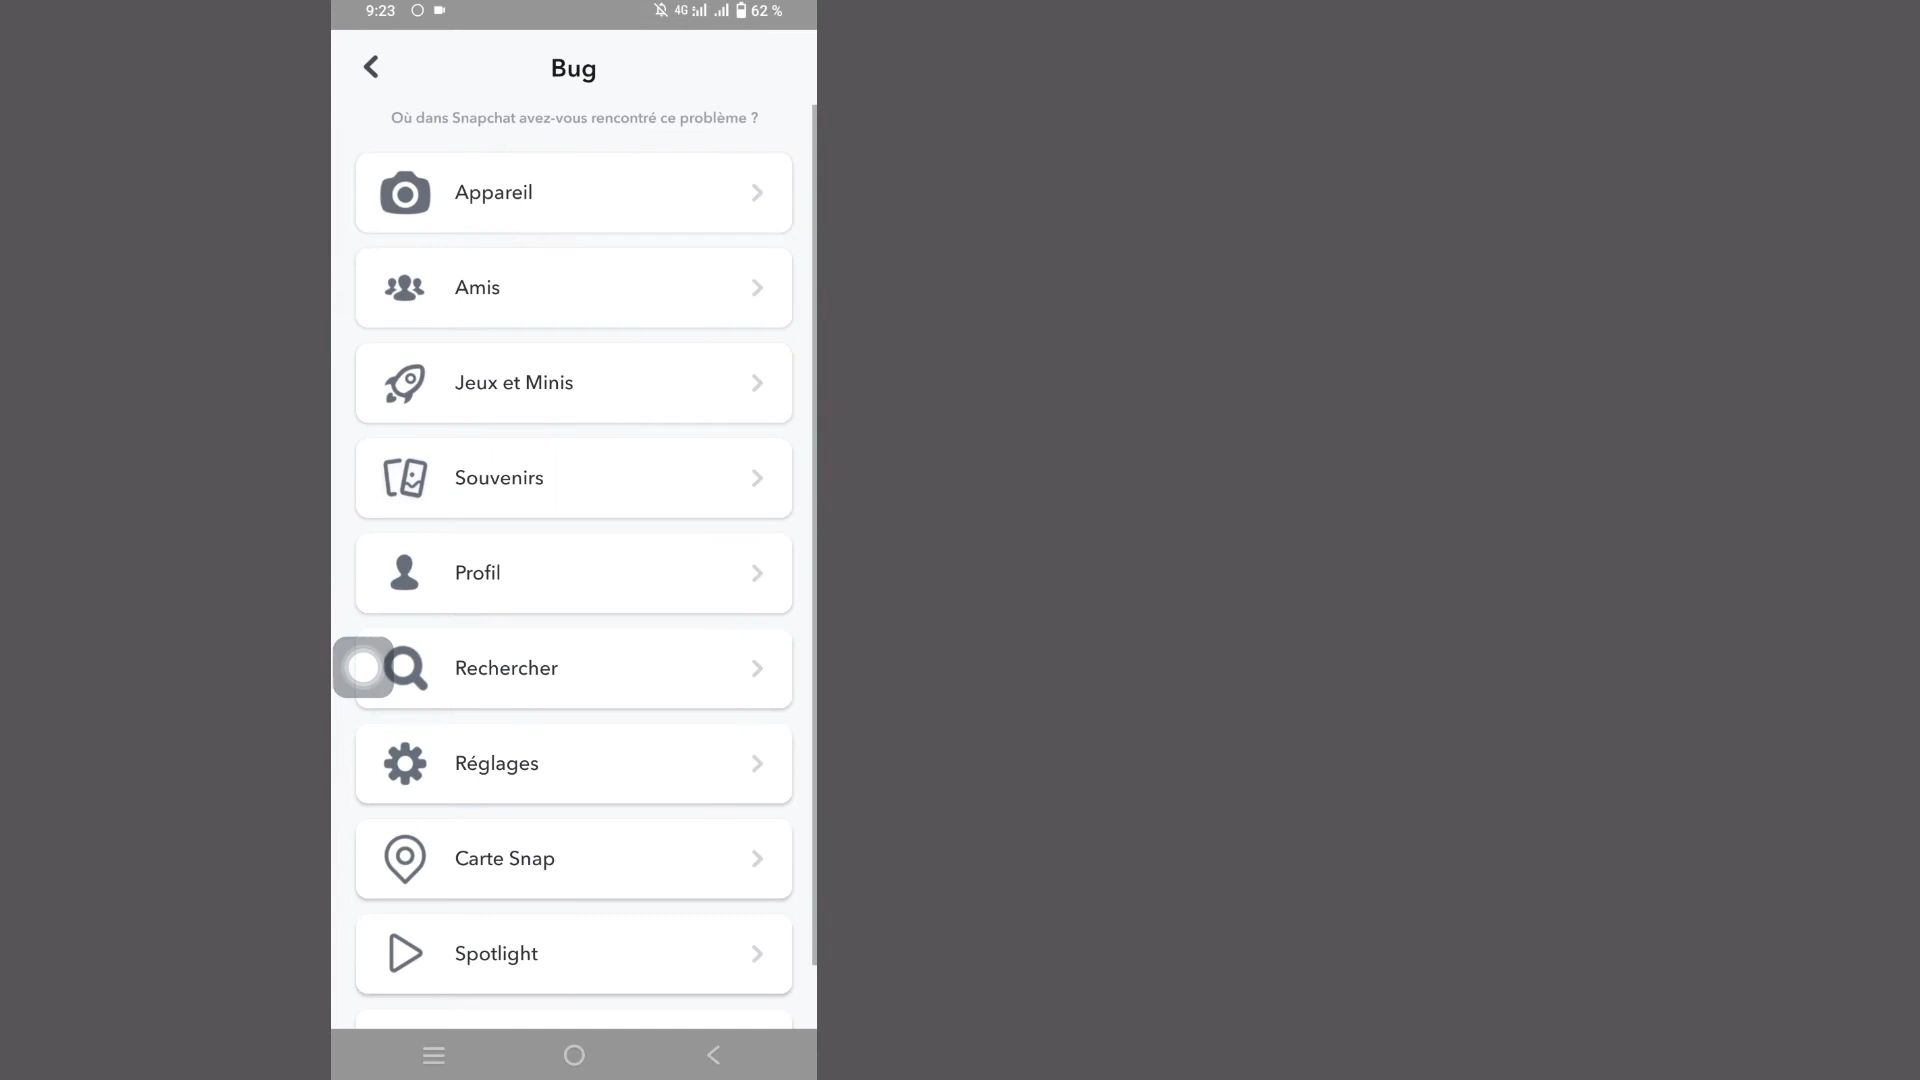 9:23 4G 62 %
Bug
Où dans Snapchat avez-vous rencontré ce problème ?
Appareil
Amis
Jeux et Minis
Souvenirs
Profil
Rechercher
Réglages
Carte Snap
Spotlight